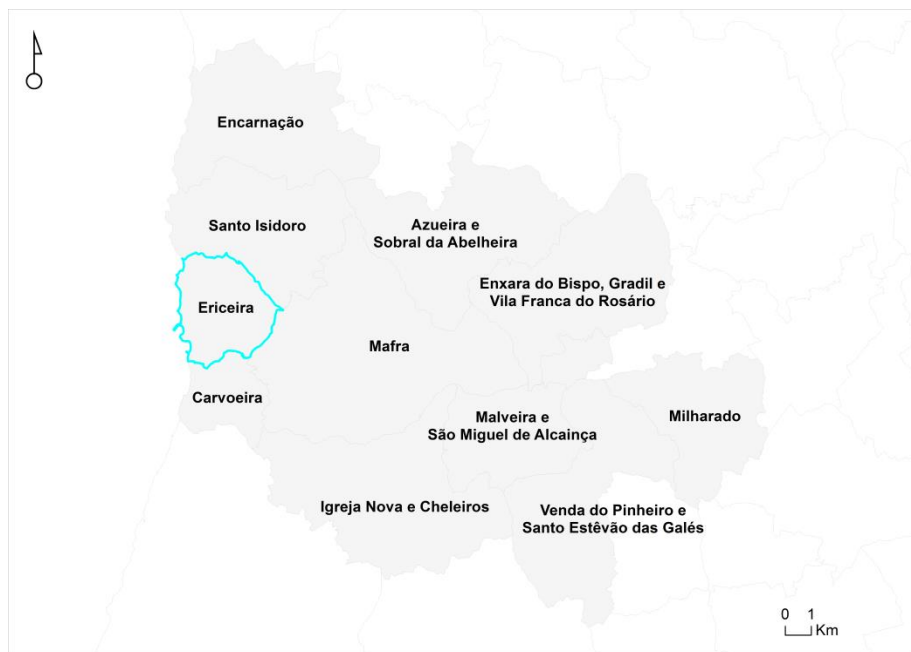 Encarnação
Santo Isidoro
Azueira e
Sobral da Abelheira
Enxara do Bispo, Gradil e
Vila Franca do Rosário
Ericeira
Mafra
Carvoeira
Malveira e
São Miguel de Alcainça
Milharado
Igreja Nova e Cheleiros
Venda do Pinheiro e
Santo Estêvão das Galés
0 1
Km